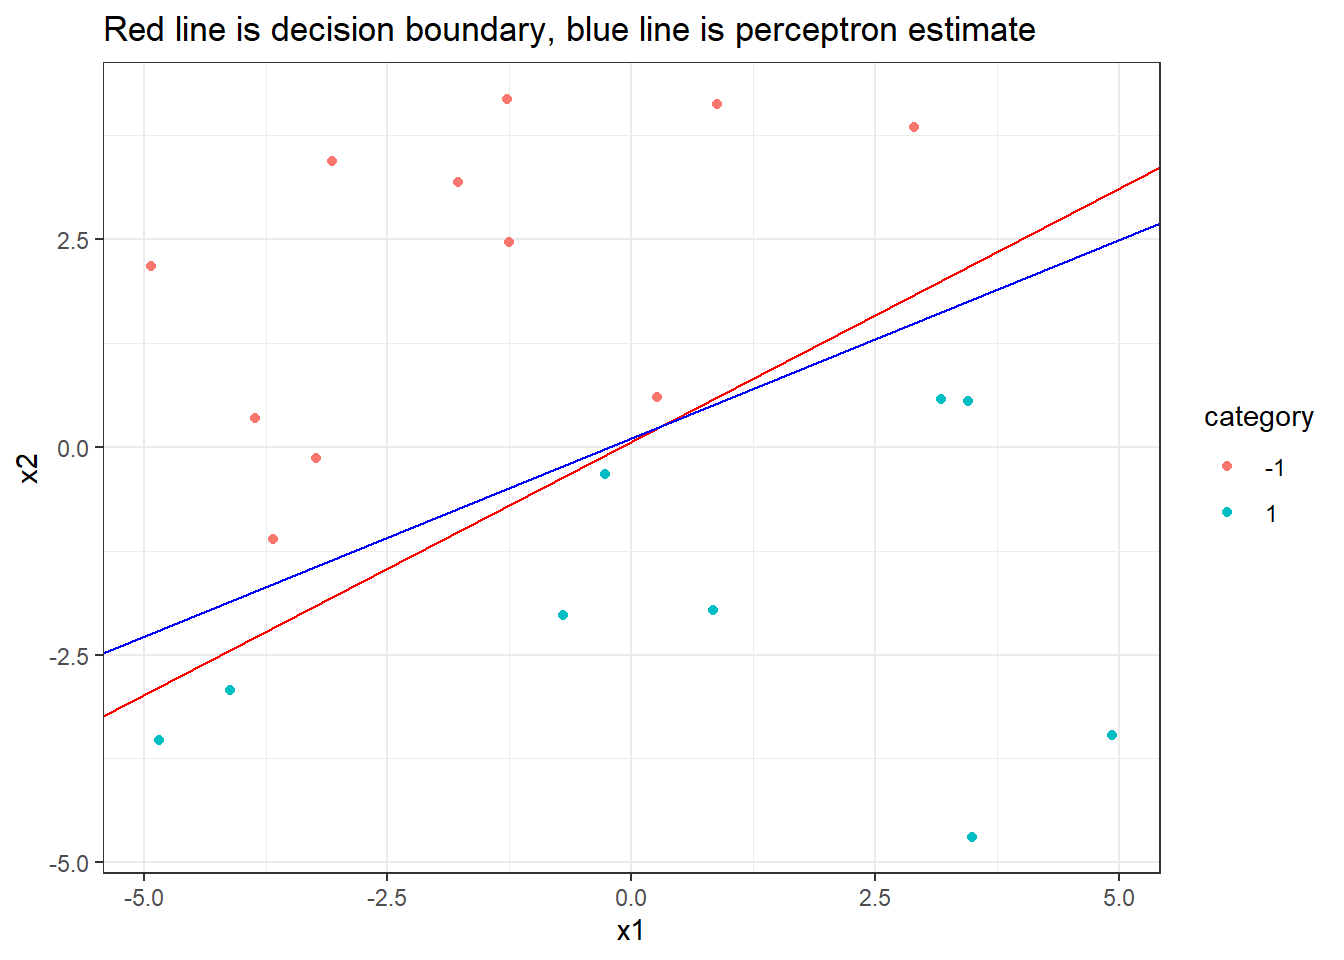 Red line is decision boundary, blue line is perceptron estimate
2.5
0.0
-2.5
-5.0
x2
-5.0 -2.5 0.0 2.5 5.0
x1
category
-1
1